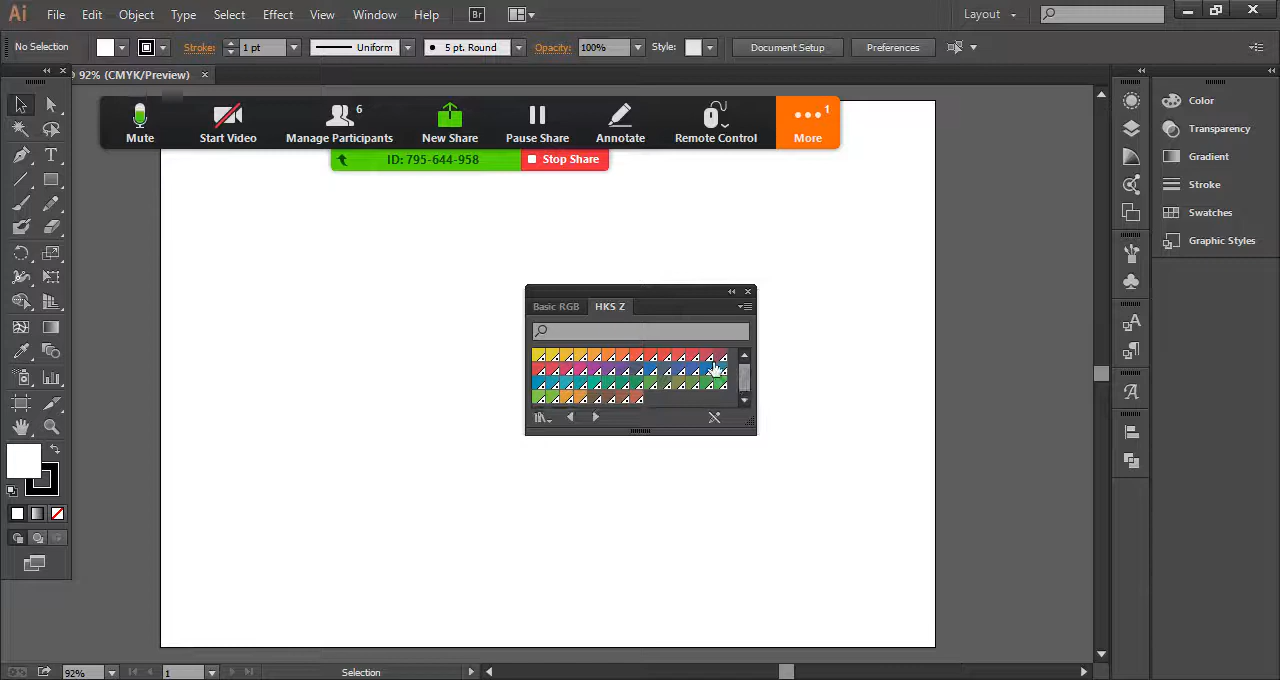 Ai File Edit Object Type Select Effect View Window Help Br Layout
No Selection Stroke: 1 pt Uniform 5 pt. Round Opacity: 100% Style: Document Setup Preferences
92% (CMYK/Preview)
6 1
Mute Start Video Manage Participants New Share Pause Share Annotate Remote Control More
ID: 795-644-958 Stop Share
Color
Transparency
Gradient
Stroke
Swatches
Graphic Styles
Basic RGB HKS Z
92% 1 Selection